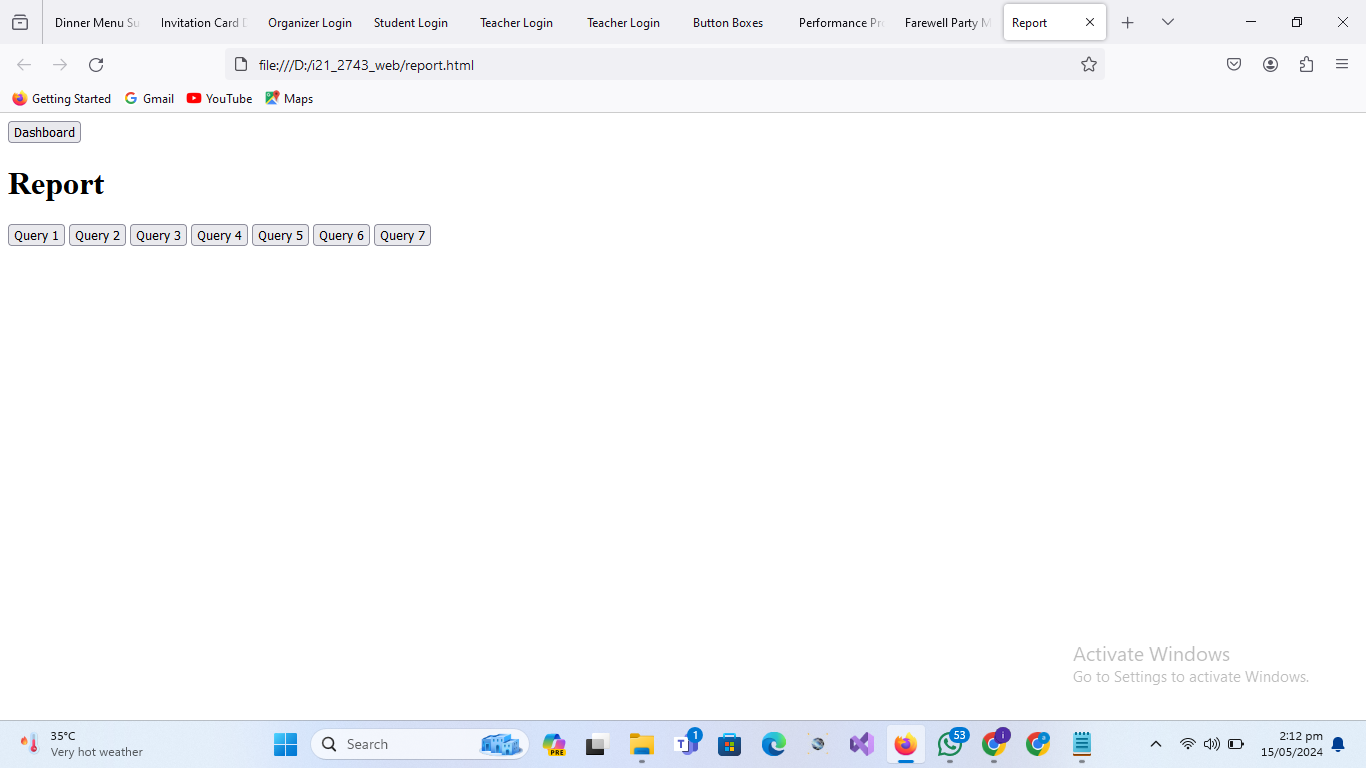 Dinner Menu Su
Invitation Card D
Organizer Login
Student Login
Teacher Login
Teacher Login
Button Boxes
Performance Pr
Farewell Party M
Report
file:///D:/i21_2743_web/report.html
Getting Started
Gmail
YouTube
Maps
Dashboard
Report
Query 1 Query 2 Query 3 Query 4 Query 5 Query 6 Query 7
Activate Windows
Go to Settings to activate Windows.
35°C
Very hot weather
Search
PRE
T 1
53
i
a
2:12 pm
15/05/2024